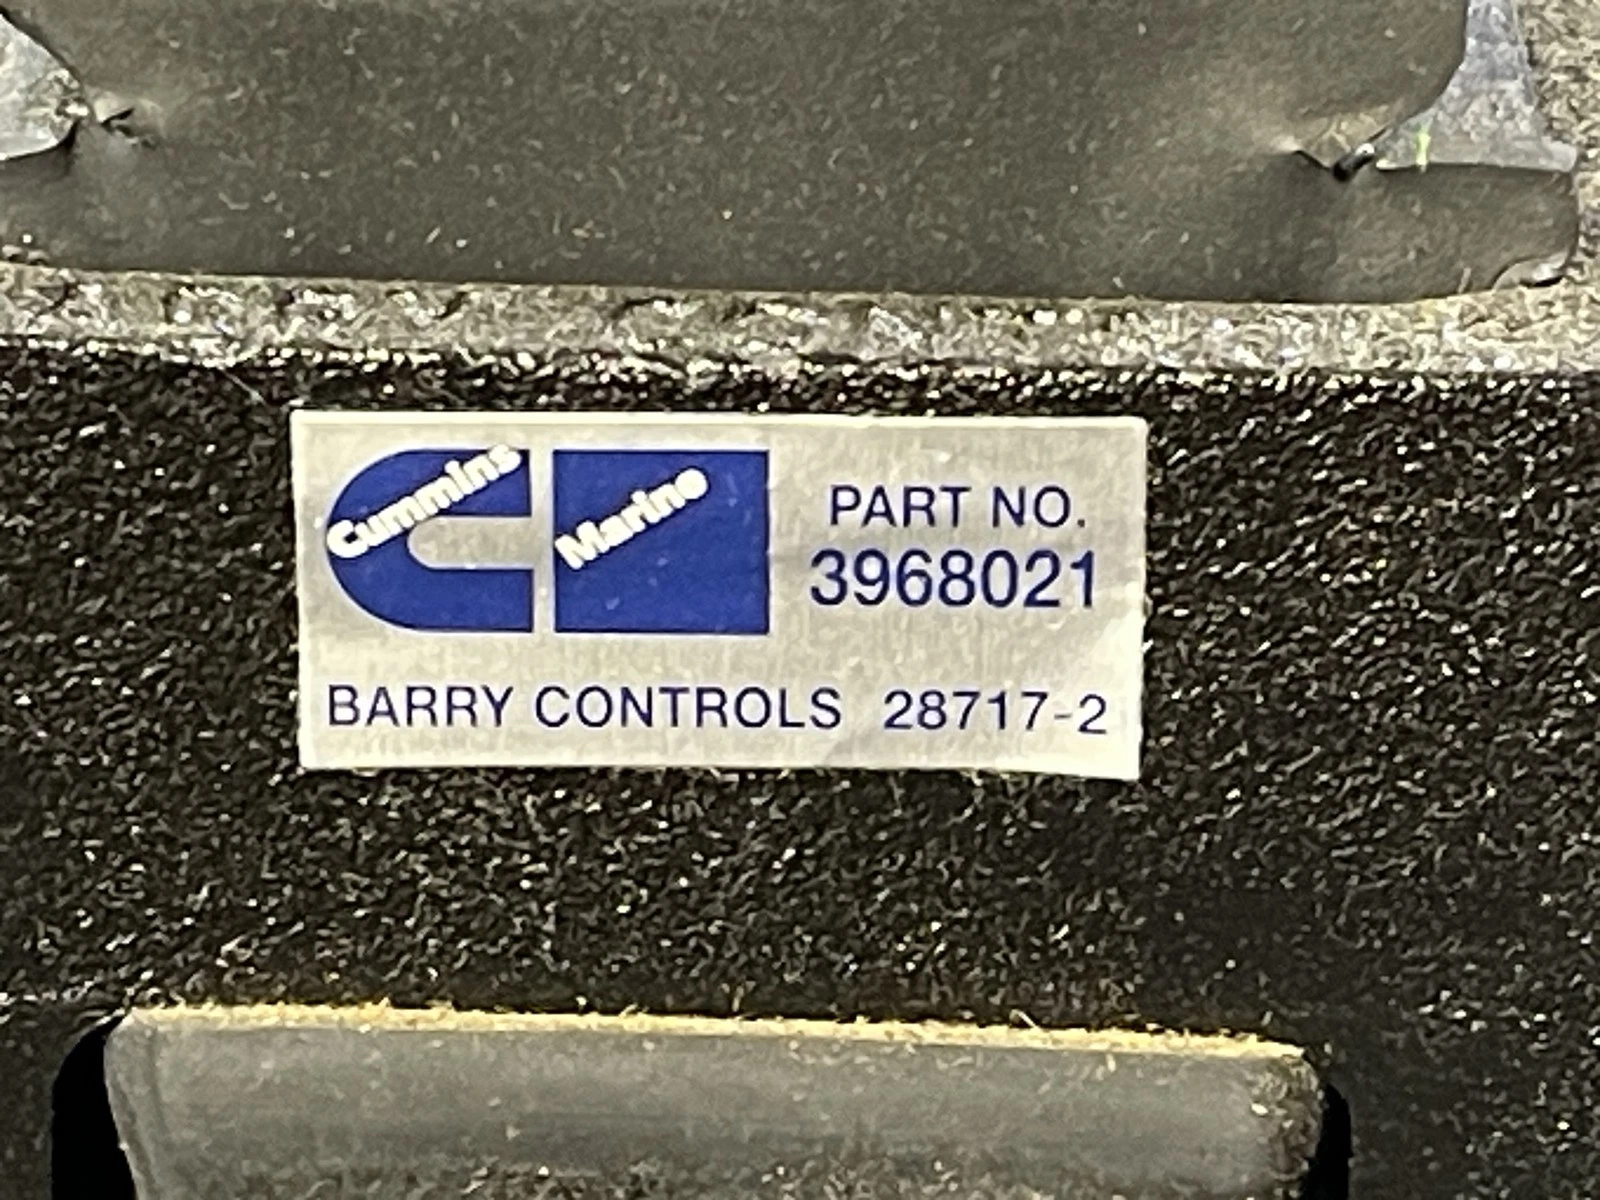 Cummins Marine
PART NO.
3968021
BARRY CONTROLS 28717-2